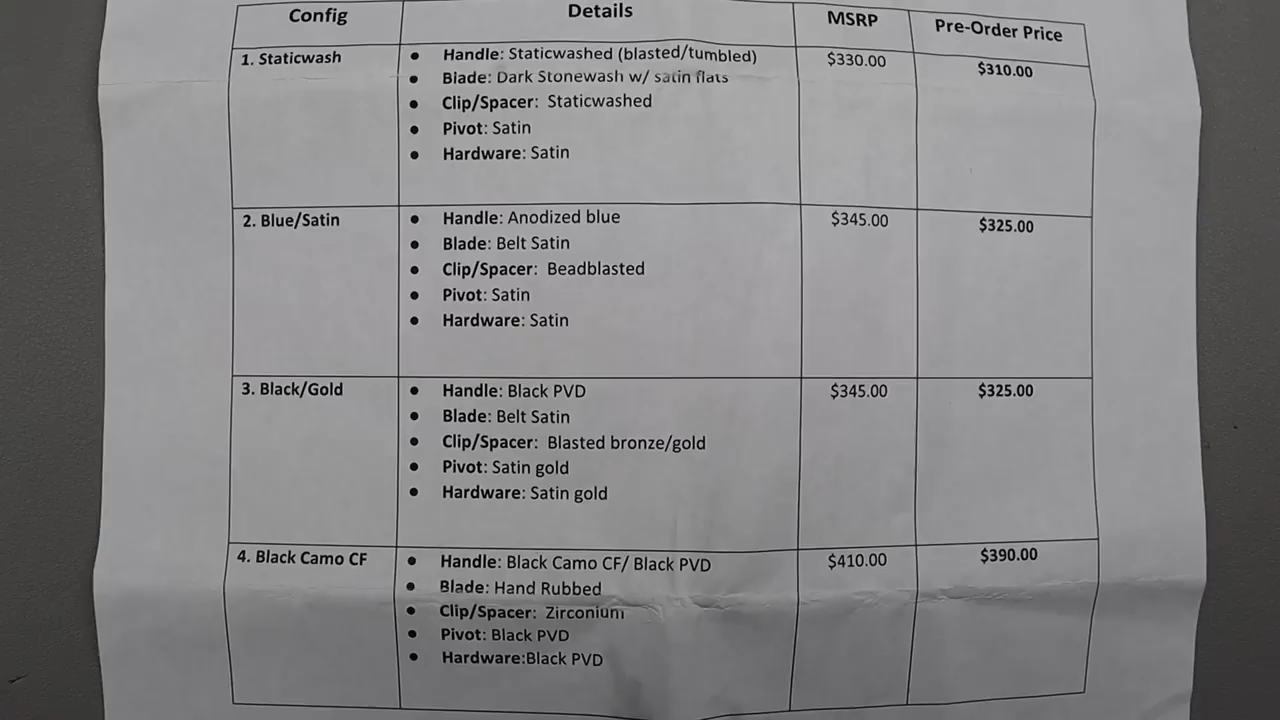 Config Details MSRP Pre-Order Price
1. Staticwash
Handle: Staticwashed (blasted/tumbled)
Blade: Dark Stonewash w/ satin flats
Clip/Spacer: Staticwashed
Pivot: Satin
Hardware: Satin
$330.00
$310.00
2. Blue/Satin
Handle: Anodized blue
Blade: Belt Satin
Clip/Spacer: Beadblasted
Pivot: Satin
Hardware: Satin
$345.00
$325.00
3. Black/Gold
Handle: Black PVD
Blade: Belt Satin
Clip/Spacer: Blasted bronze/gold
Pivot: Satin gold
Hardware: Satin gold
$345.00
$325.00
4. Black Camo CF
Handle: Black Camo CF/ Black PVD
Blade: Hand Rubbed
Clip/Spacer: Zirconium
Pivot: Black PVD
Hardware:Black PVD
$410.00
$390.00